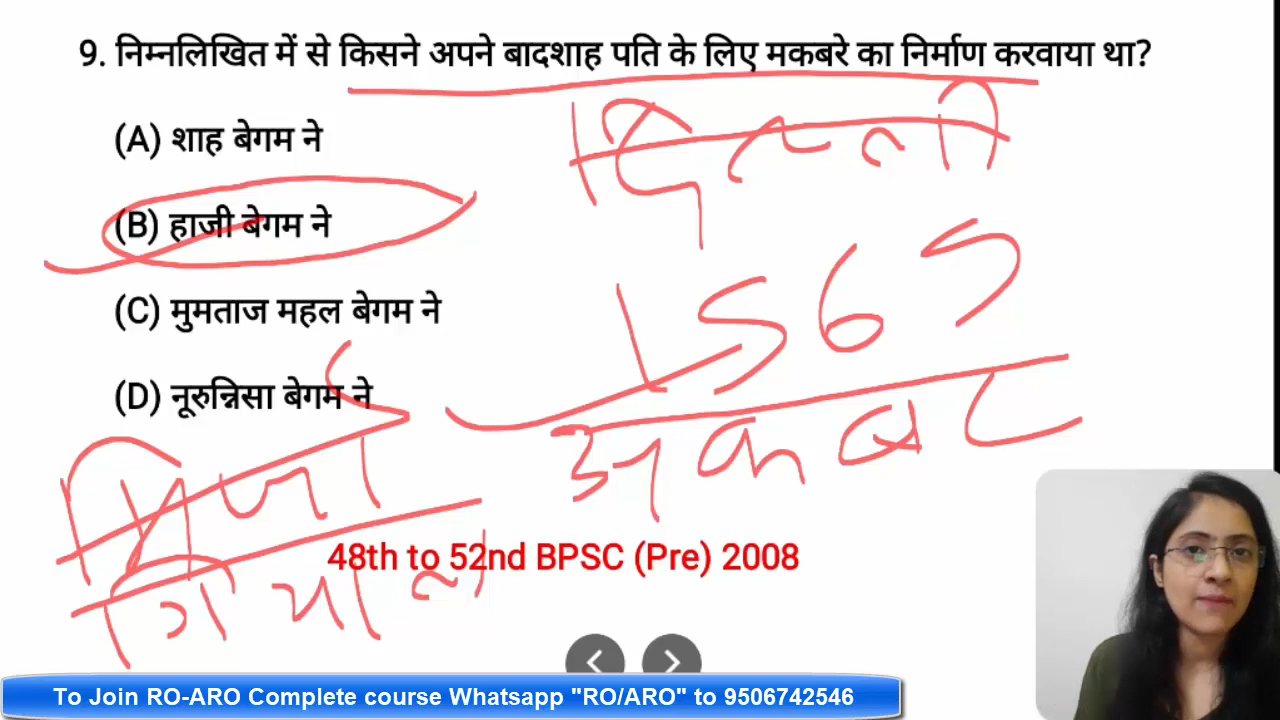 9. निम्नलिखित में से किसने अपने बादशाह पति के लिए मकबरे का निर्माण करवाया था?
(A) शाह बेगम ने
दिल्ली
(B) हाजी बेगम ने
(C) मुमताज महल बेगम ने
(D) नूरुन्निसा बेगम ने
अकबर
मिर्जा
48th to 52nd BPSC (Pre) 2008
To Join RO-ARO Complete course Whatsapp "RO/ARO" to 9506742546